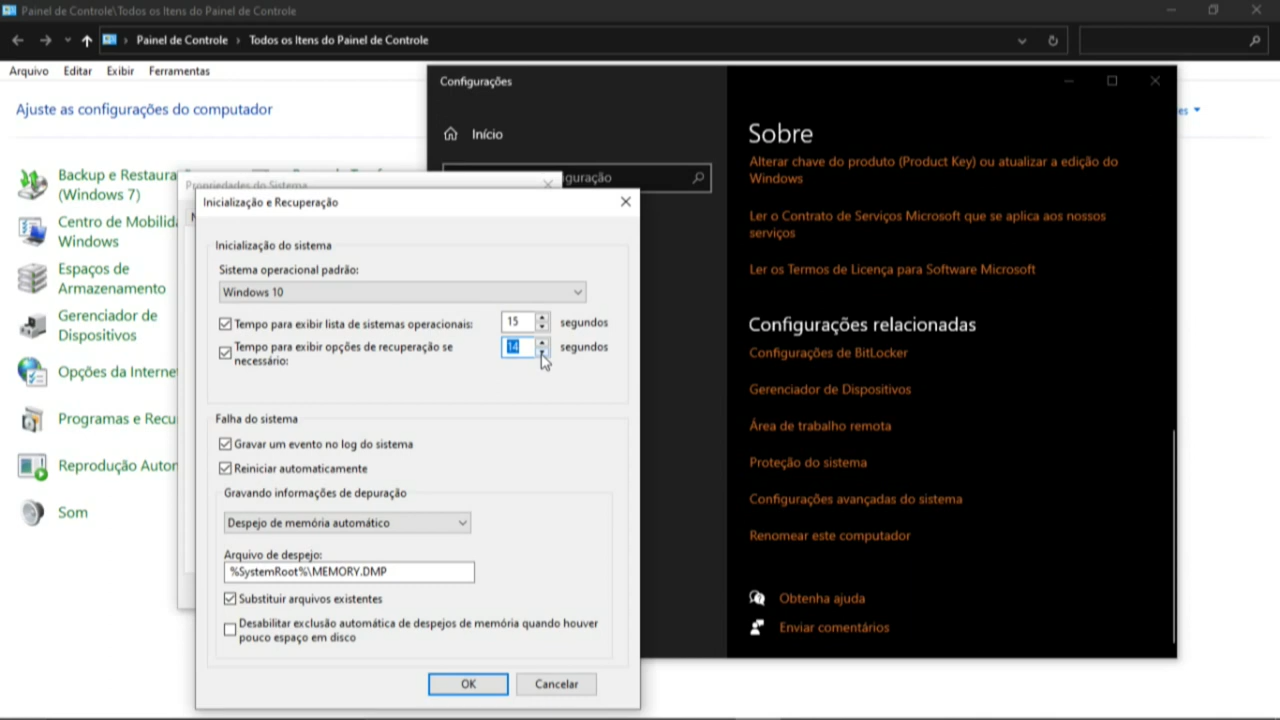 Painel de Controle\Todos os Itens do Painel de Controle
Painel de Controle › Todos os Itens do Painel de Controle
Arquivo Editar Exibir Ferramentas
Ajuste as configurações do computador
Backup e Restaura
(Windows 7)
Centro de Mobilida
Windows
Espaços de
Armazenamento
Gerenciador de
Dispositivos
Opções da Interne
Programas e Recu
Reprodução Auton
Som
Propriedades do Sistema
Inicialização e Recuperação
Inicialização do sistema
Sistema operacional padrão:
Windows 10
Tempo para exibir lista de sistemas operacionais: 15 segundos
Tempo para exibir opções de recuperação se
necessário: 14 segundos
Falha do sistema
Gravar um evento no log do sistema
Reiniciar automaticamente
Gravando informações de depuração
Despejo de memória automático
Arquivo de despejo:
%SystemRoot%\MEMORY.DMP
Substituir arquivos existentes
Desabilitar exclusão automática de despejos de memória quando houver
pouco espaço em disco
OK Cancelar
Configurações
Início
guração
Sobre
Alterar chave do produto (Product Key) ou atualizar a edição do
Windows
Ler o Contrato de Serviços Microsoft que se aplica aos nossos
serviços
Ler os Termos de Licença para Software Microsoft
Configurações relacionadas
Configurações de BitLocker
Gerenciador de Dispositivos
Área de trabalho remota
Proteção do sistema
Configurações avançadas do sistema
Renomear este computador
Obtenha ajuda
Enviar comentários
es